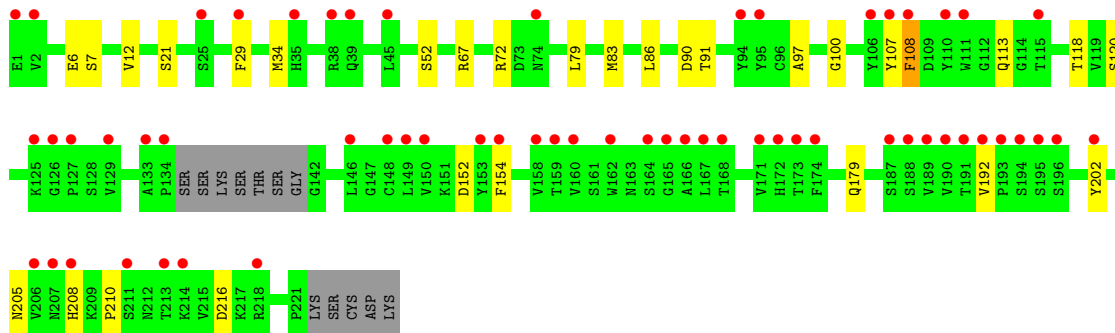 E1 V2 E6 S7 V12 S21 S25 F29 M34 H35 R38 Q39 L45 S52 R67 R72 D73 N74 L79 M83 L86 D90 T91 Y94 Y95 C96 A97 G100 Y106 Y107 F108 D109 Y110 W111 G112 Q113 G114 T115 T118 V119 S120
K125 G126 P127 S128 V129 A133 P134 SER SER LYS SER THR SER GLY G142 L146 G147 C148 L149 V150 K151 D152 Y153 F154 V158 T159 V160 S161 W162 N163 S164 G165 A166 L167 T168 V171 H172 T173 F174 Q179 S187 S188 V189 V190 T191 V192 P193 S194 S195 S196 Y202
N205 V206 N207 H208 K209 P210 S211 N212 T213 K214 V215 D216 K217 R218 P221 LYS SER CYS ASP LYS